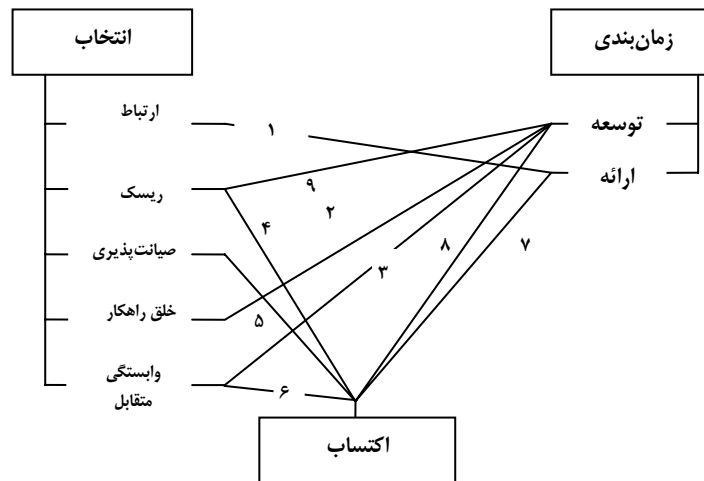 زمان‌بندی
انتخاب
ارتباط
توسعه
۱
ارائه
ریسک
۹
۲
۴
صیانت‌پذیری
۸
۷
۳
خلق راهکار
۵
وابستگی
متقابل
۶
اکتساب